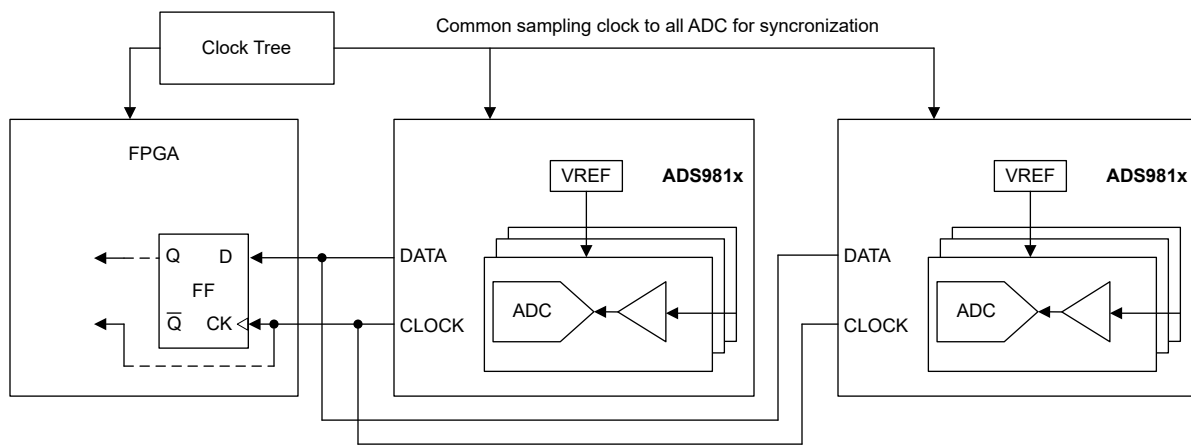 Common sampling clock to all ADC for syncronization
Clock Tree
FPGA
VREF
ADS981x
VREF
ADS981x
Q
D
DATA
DATA
FF
Q
CK
CLOCK
ADC
CLOCK
ADC